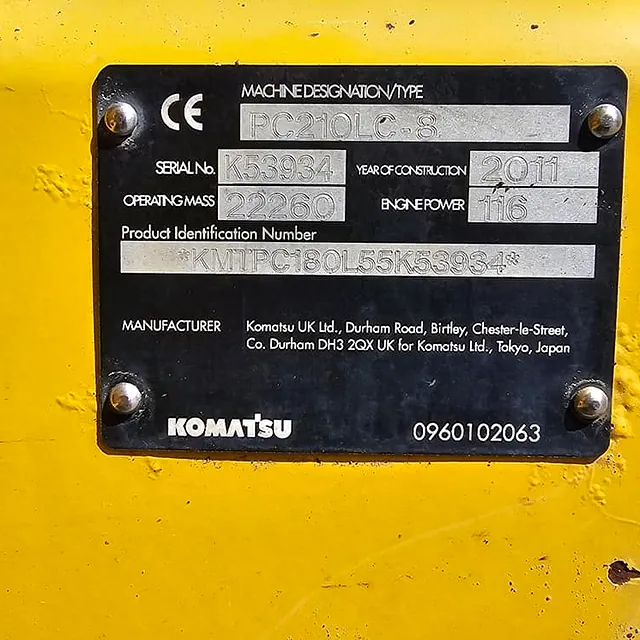 CE
MACHINE DESIGNATION/TYPE
PC210LC-8
SERIAL No. K53934 YEAR OF CONSTRUCTION 2011
OPERATING MASS 22260 ENGINE POWER 116
Product Identification Number
*KMTPC180L55K53934*
MANUFACTURER Komatsu UK Ltd., Durham Road, Birtley, Chester-le-Street,
Co. Durham DH3 2QX UK for Komatsu Ltd., Tokyo, Japan
KOMATSU 0960102063